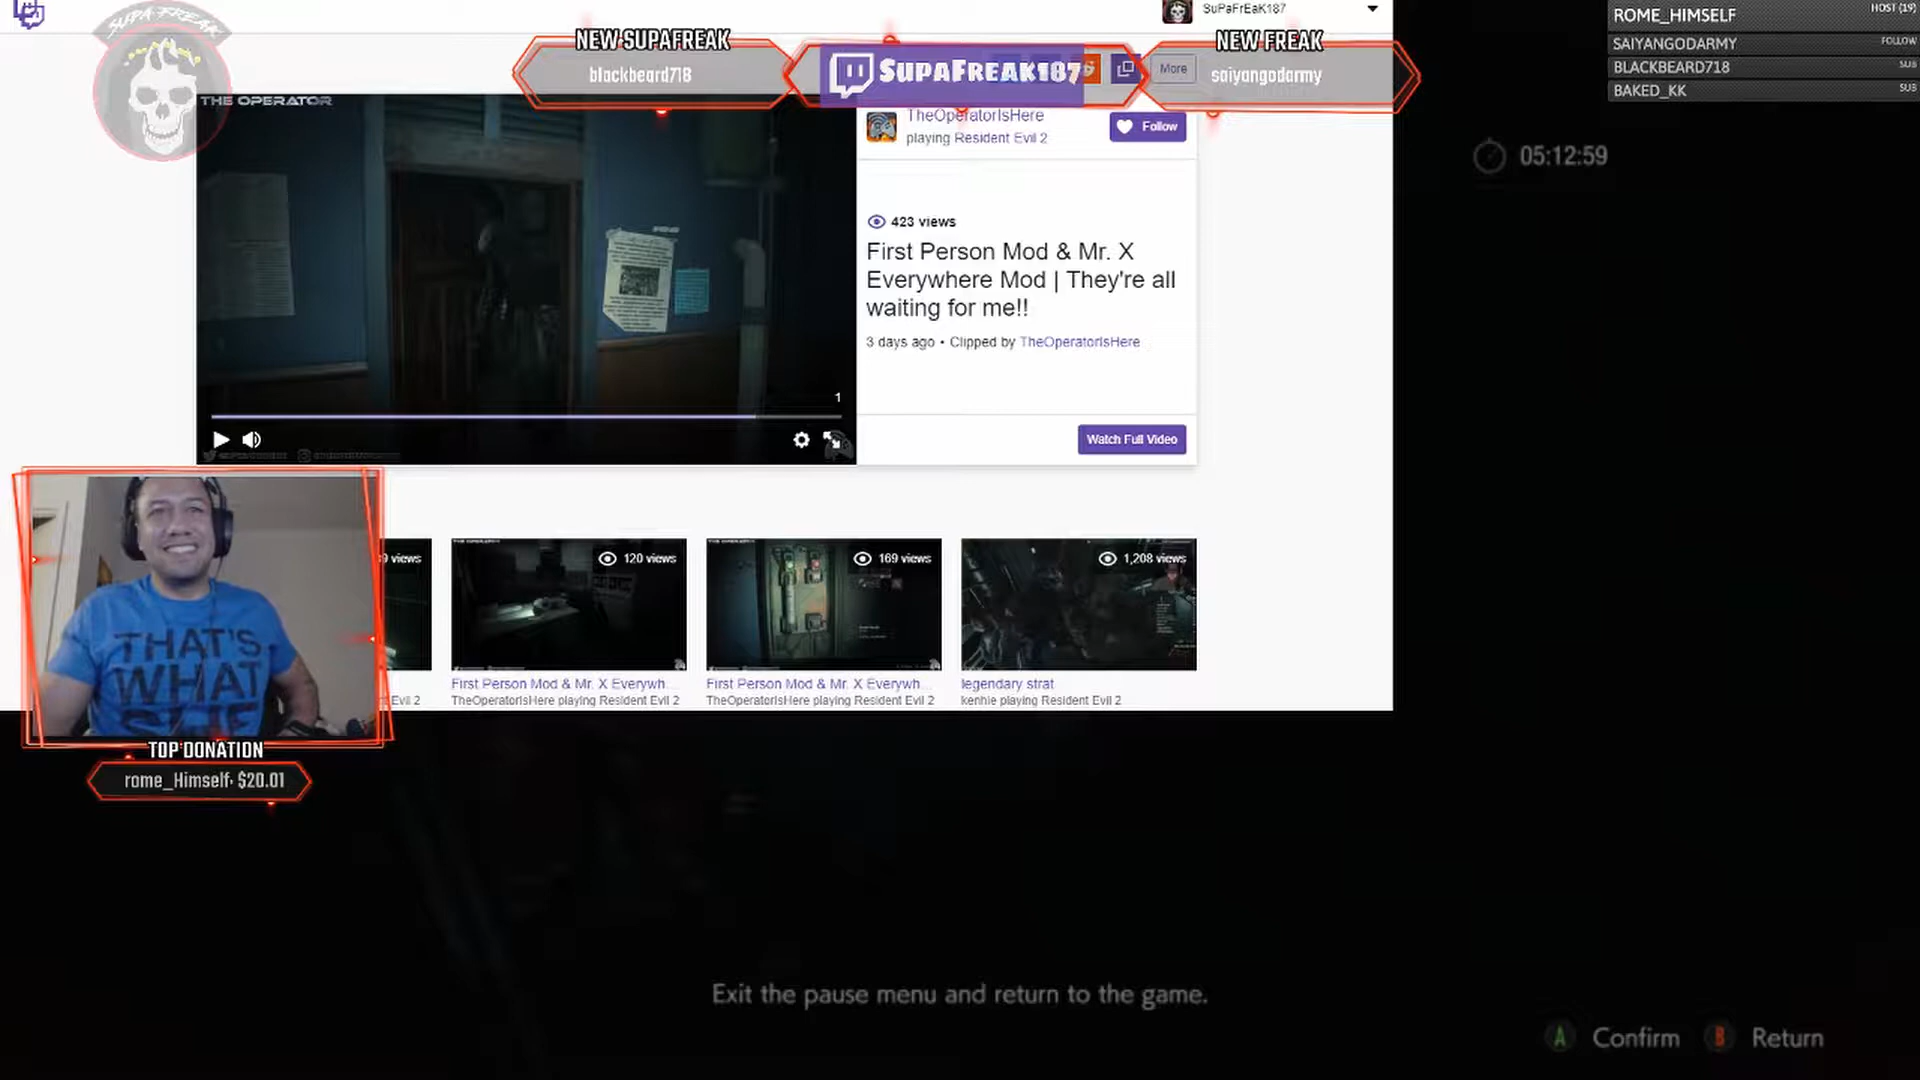 SuPaFrEaK187
SUPA FREAK
NEW SUPAFREAK
blackbeard718
SUPAFREAK187
NEW FREAK
saiyangodarmy
More
ROME_HIMSELF HOST (19)
SAIYANGODARMY FOLLOW
BLACKBEARD718 SUB
BAKED_KK SUB
05:12:59
THE OPERATOR
TheOperatorIsHere
playing Resident Evil 2
Follow
423 views
First Person Mod & Mr. X
Everywhere Mod | They're all
waiting for me!!
3 days ago • Clipped by TheOperatorIsHere
1
Watch Full Video
9 views
120 views
169 views
1,208 views
Evil 2
First Person Mod & Mr. X Everywh...
TheOperatorIsHere playing Resident Evil 2
First Person Mod & Mr. X Everywh...
TheOperatorIsHere playing Resident Evil 2
legendary strat
kenhie playing Resident Evil 2
THAT'S
WHAT
SHE
TOP DONATION
rome_Himself: $20.01
Exit the pause menu and return to the game.
A Confirm B Return